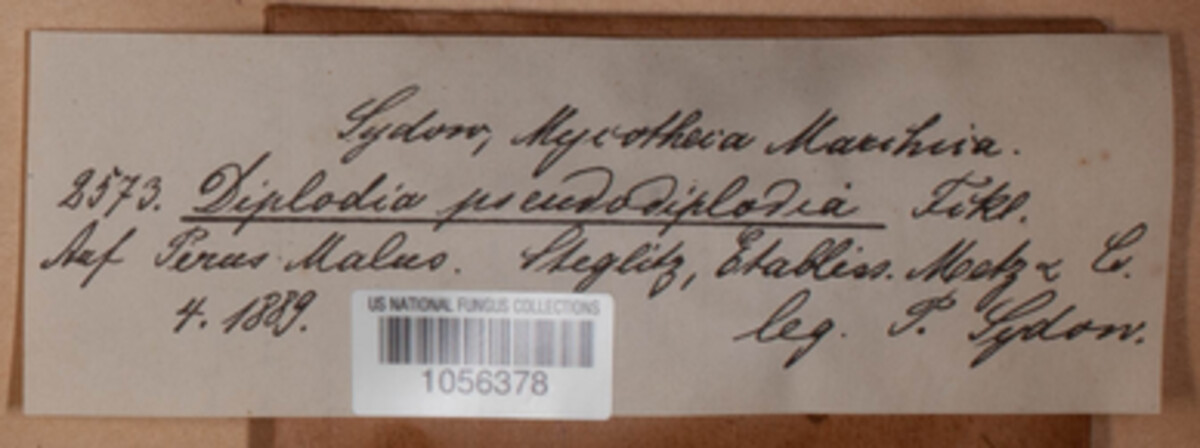 Sydow, Mycotheca Marchica.
2573. Diplodia pseudodiplodia Fckl.
Auf Pirus Malus. Steglitz, Etabliss. Metz & Co.
4. 1889. leg. P. Sydow.
US NATIONAL FUNGUS COLLECTIONS
1056378